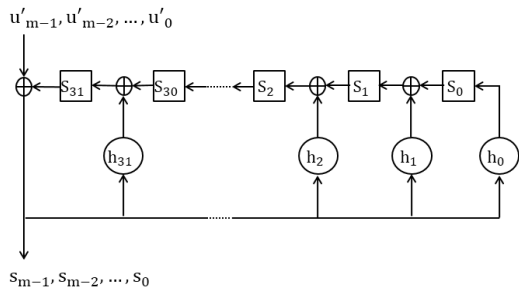 u′m−1, u′m−2, …, u′0
S31 S30 S2 S1 S0
h31 h2 h1 h0
sm−1, sm−2, …, s0